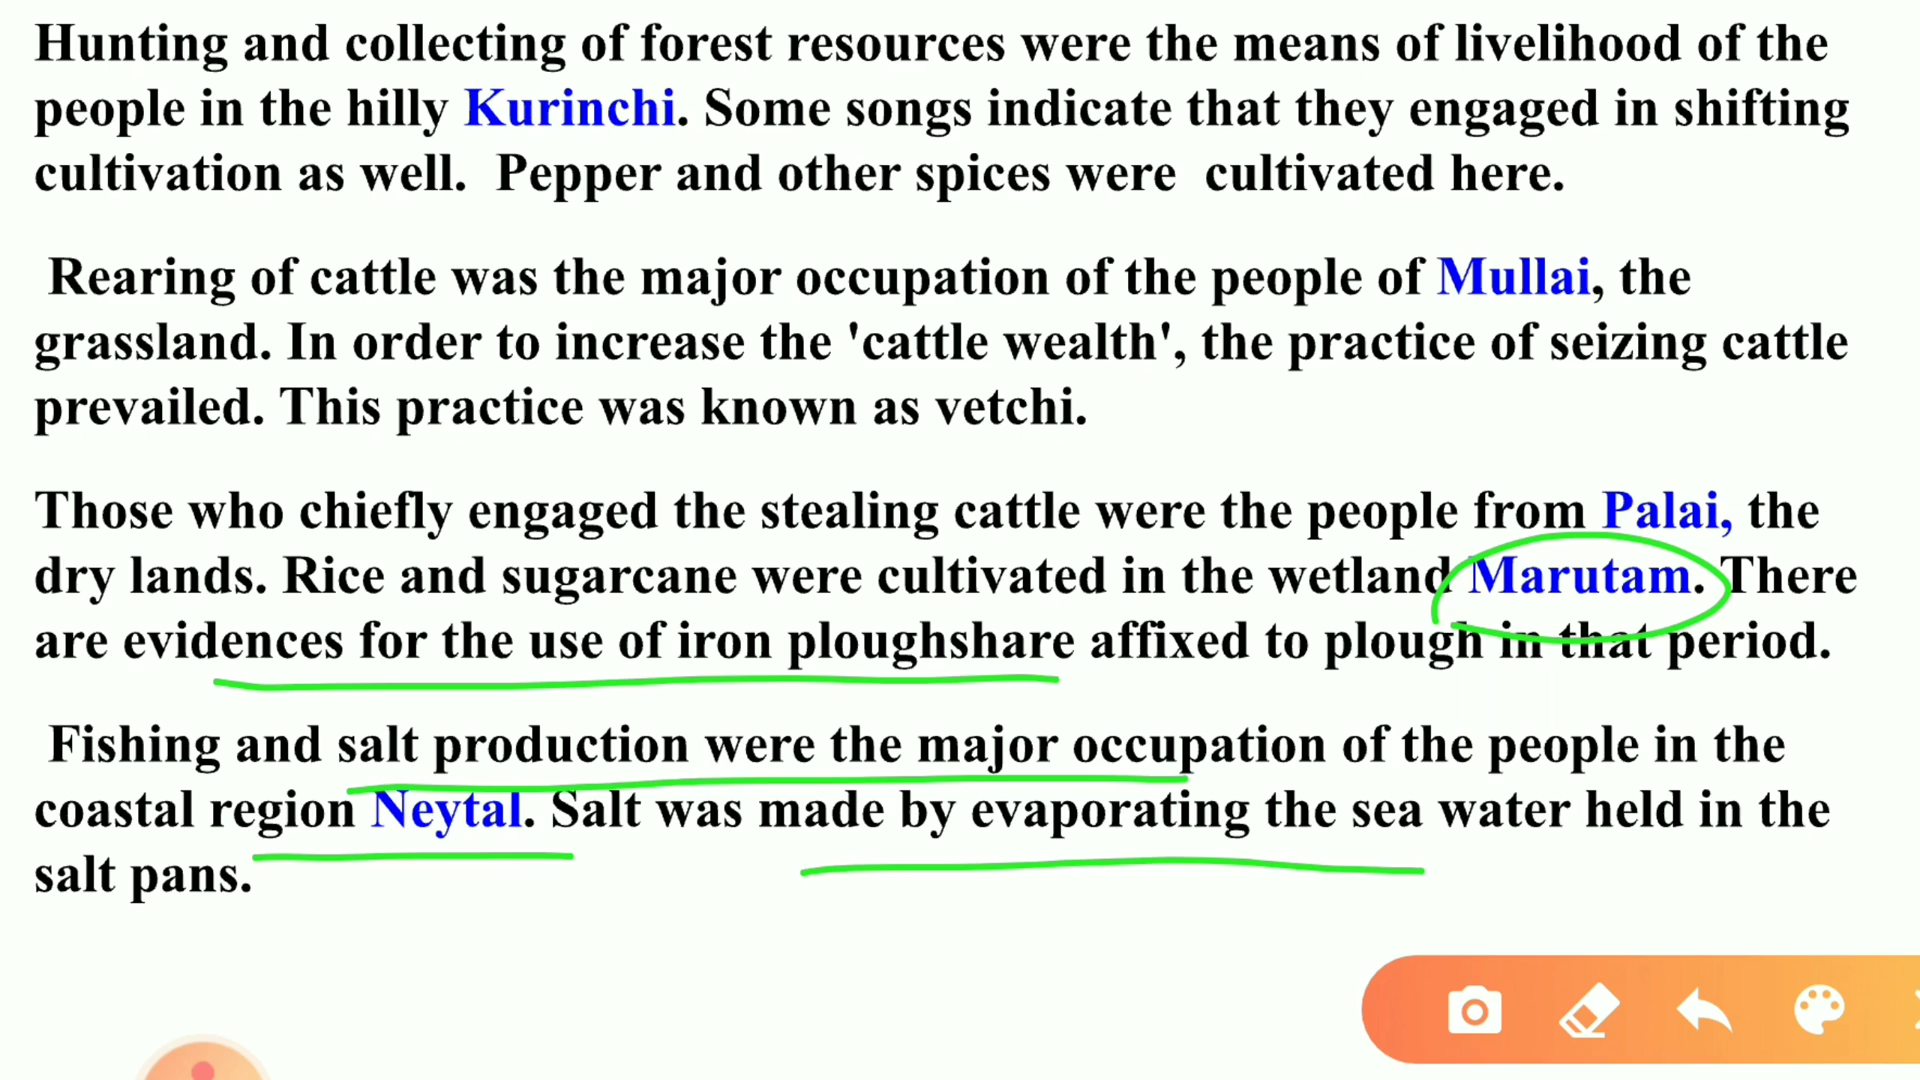 Hunting and collecting of forest resources were the means of livelihood of the
people in the hilly Kurinchi. Some songs indicate that they engaged in shifting
cultivation as well. Pepper and other spices were cultivated here.
Rearing of cattle was the major occupation of the people of Mullai, the
grassland. In order to increase the 'cattle wealth', the practice of seizing cattle
prevailed. This practice was known as vetchi.
Those who chiefly engaged the stealing cattle were the people from Palai, the
dry lands. Rice and sugarcane were cultivated in the wetland Marutam. There
are evidences for the use of iron ploughshare affixed to plough in that period.
Fishing and salt production were the major occupation of the people in the
coastal region Neytal. Salt was made by evaporating the sea water held in the
salt pans.